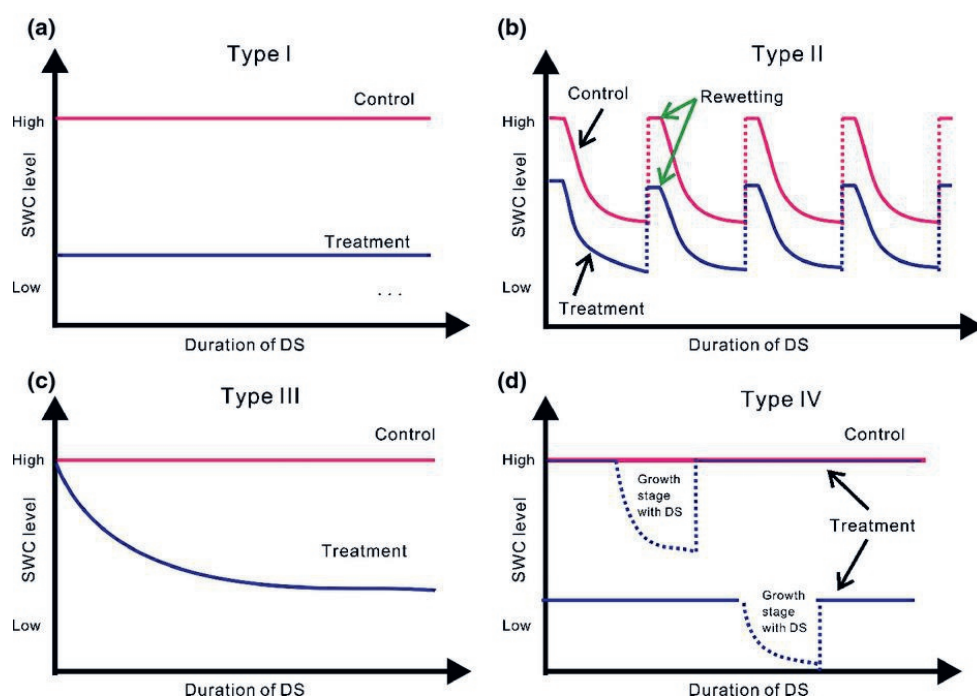 (a)
Type I
High
Control
SWC level
Treatment
Low
. . .
Duration of DS
(b)
Type II
Control
Rewetting
High
SWC level
Low
Treatment
Duration of DS
(c)
Type III
Control
High
SWC level
Treatment
Low
Duration of DS
(d)
Type IV
Control
High
Growth
stage
with DS
SWC level
Treatment
Growth
stage
with DS
Low
Duration of DS